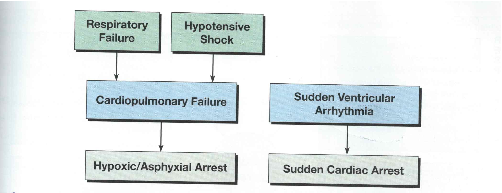 Respiratory
Failure
Hypotensive
Shock
Cardiopulmonary Failure
Sudden Ventricular
Arrhythmia
Hypoxic/Asphyxial Arrest
Sudden Cardiac Arrest